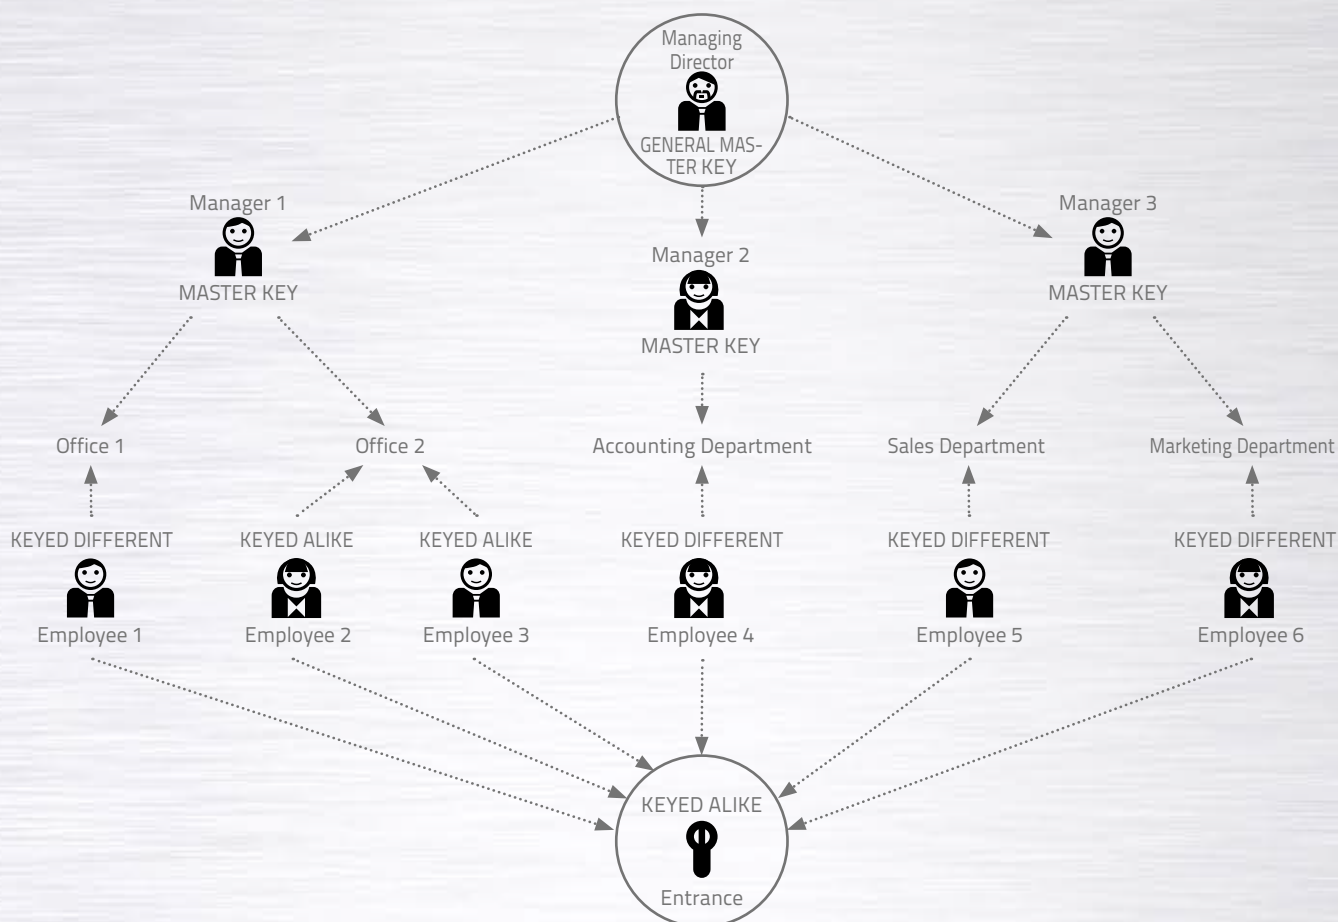 Managing
Director
GENERAL MAS-
TER KEY
Manager 1
MASTER KEY
Manager 2
MASTER KEY
Manager 3
MASTER KEY
Office 1
Office 2
Accounting Department
Sales Department
Marketing Department
KEYED DIFFERENT
KEYED ALIKE
KEYED ALIKE
KEYED DIFFERENT
KEYED DIFFERENT
KEYED DIFFERENT
Employee 1
Employee 2
Employee 3
Employee 4
Employee 5
Employee 6
KEYED ALIKE
Entrance